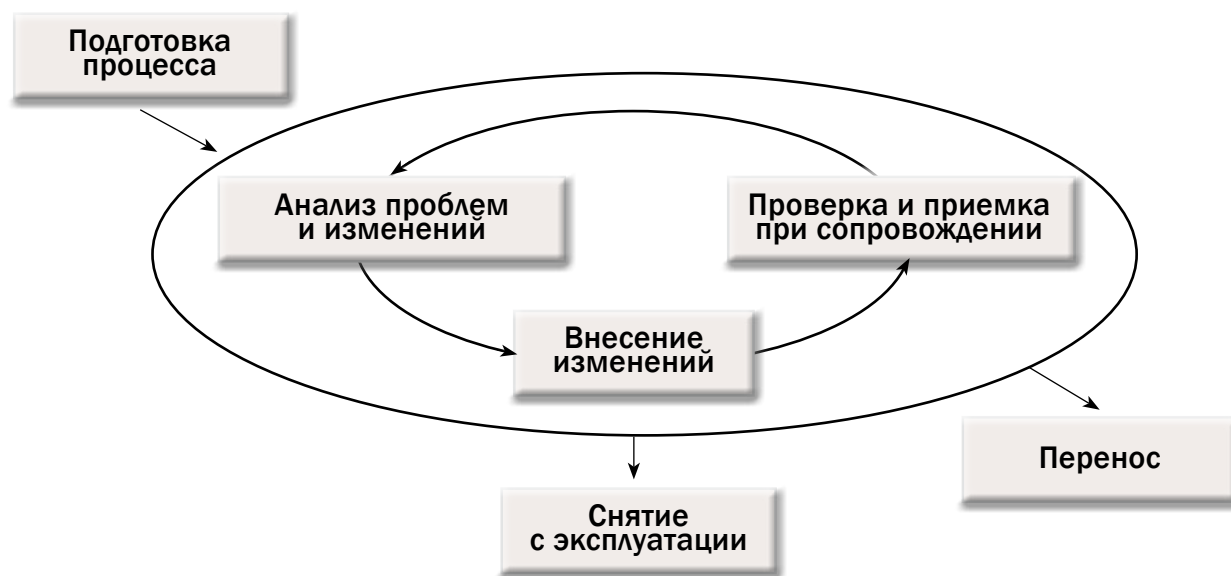 Подготовка
процесса
Анализ проблем
и изменений
Проверка и приемка
при сопровождении
Внесение
изменений
Перенос
Снятие
с эксплуатации